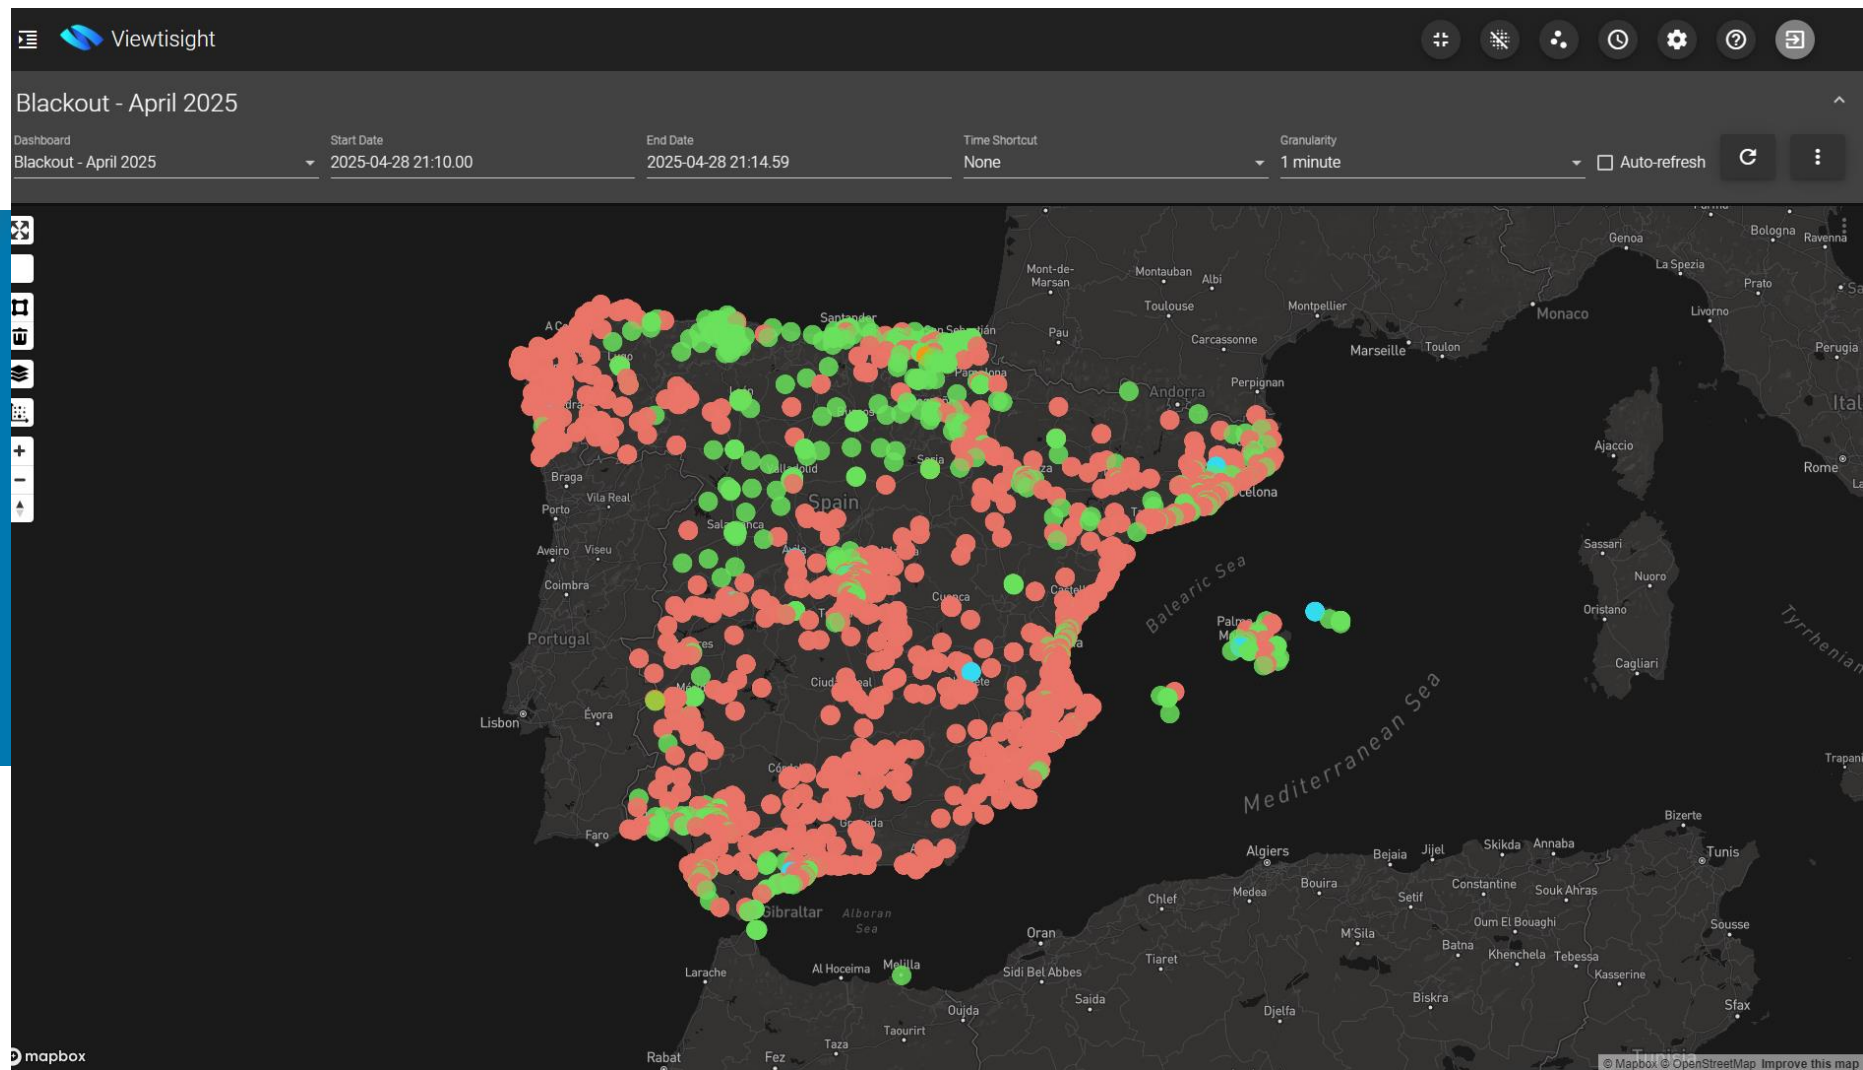 Viewtisight
Blackout - April 2025
Dashboard
Start Date
End Date
Time Shortcut
Granularity
Blackout - April 2025
2025-04-28 21:10.00
2025-04-28 21:14.59
None
1 minute
Auto-refresh
Genoa
Bologna
Ravenna
La Spezia
Mont-de-
Marsan
Montauban
Albi
Prato
Toulouse
Montpellier
Monaco
Livorno
Santander
Pau
Carcassonne
Marseille
Toulon
Perugia
Lugo
Andorra
Perpignan
Ajaccio
Rome
Braga
Vila Real
Porto
Spain
Aveiro
Viseu
Coimbra
Sassari
Nuoro
Oristano
Cagliari
Cuenca
Balearic Sea
Portugal
Lisbon
Évora
Mediterranean Sea
Tyrrhenian
Trapani
Faro
Gibraltar
Alboran
Sea
Bizerte
Tunis
Algiers
Bejaia
Jijel
Skikda
Annaba
Chlef
Medea
Bouira
Setif
Constantine
Souk Ahras
Oum El Bouaghi
Sousse
Oran
M'Sila
Batna
Khenchela
Tebessa
Larache
Al Hoceima
Melilla
Sidi Bel Abbes
Tiaret
Kasserine
Saida
Djelfa
Biskra
Sfax
Oujda
Taourirt
Taza
Rabat
Fez
mapbox
Tunisia
© Mapbox © OpenStreetMap Improve this map